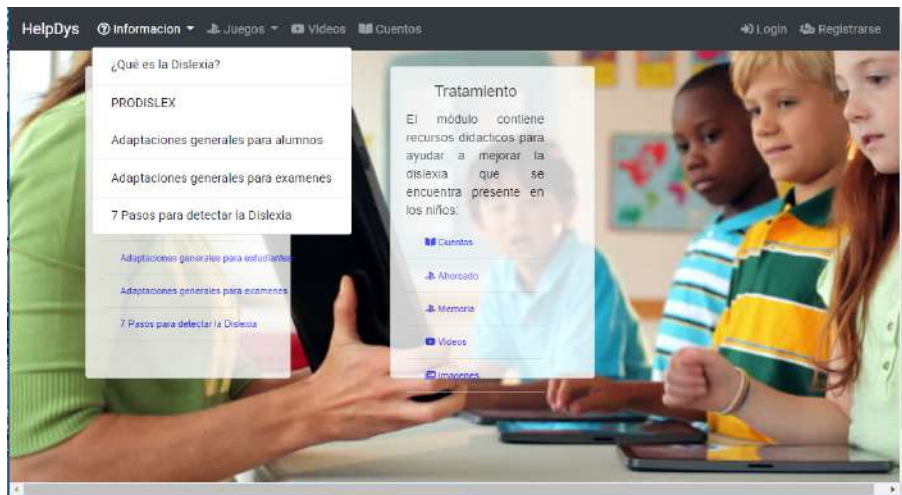 HelpDys Informacion Juegos Videos Cuentos Login Registrarse
¿Qué es la Dislexia?
PRODISLEX
Adaptaciones generales para alumnos
Adaptaciones generales para examenes
7 Pasos para detectar la Dislexia
Adaptaciones generales para estudiantes
Adaptaciones generales para examenes
7 Pasos para detectar la Dislexia
Tratamiento
El módulo contiene
recursos didacticos para
ayudar a mejorar la
dislexia que se
encuentra presente en
los niños:
Cuentos
Ahorcado
Memoria
Videos
Imagenes